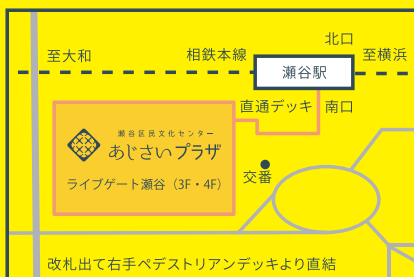 北口
至大和
相鉄本線
至横浜
瀬谷駅
直通デッキ
南口
瀬谷区民文化センター
あじさいプラザ
ライブゲート瀬谷（3F・4F）
交番
改札出て右手ペデストリアンデッキより直結